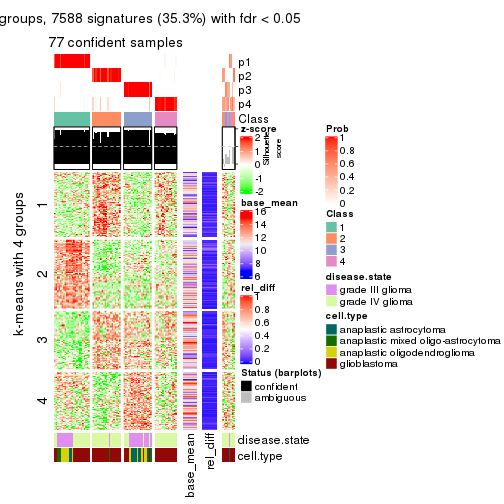 groups, 7588 signatures (35.3%) with fdr < 0.05
77 confident samples
p1
p2
p3
p4
Class
z-score
2
1
0
-1
-2
Silhouette
score
base_mean
16
14
12
10
8
6
rel_diff
1
0.8
0.6
0.4
0.2
0
Status (barplots)
confident
ambiguous
Prob
1
0.8
0.6
0.4
0.2
0
Class
1
2
3
4
disease.state
grade III glioma
grade IV glioma
cell.type
anaplastic astrocytoma
anaplastic mixed oligo-astrocytoma
anaplastic oligodendroglioma
glioblastoma
k-means with 4 groups
1
2
3
4
disease.state
cell.type
base_mean
rel_diff